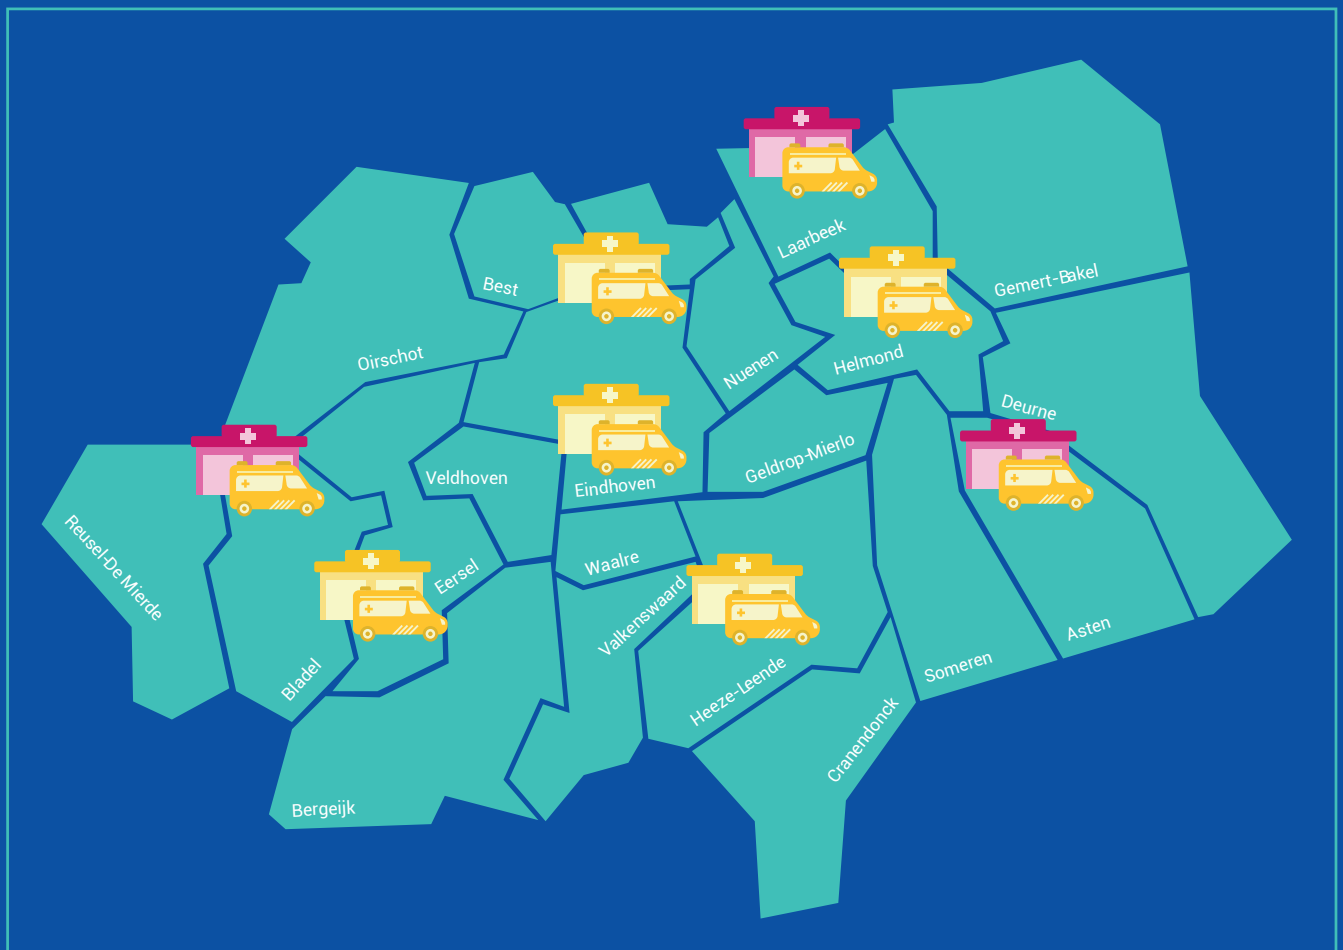 Laarbeek
Gemert-Bakel
Best
Oirschot
Nuenen
Helmond
Deurne
Geldrop-Mierlo
Veldhoven
Eindhoven
Reusel-De Mierde
Eersel
Waalre
Valkenswaard
Asten
Someren
Bladel
Heeze-Leende
Cranendonck
Bergeijk